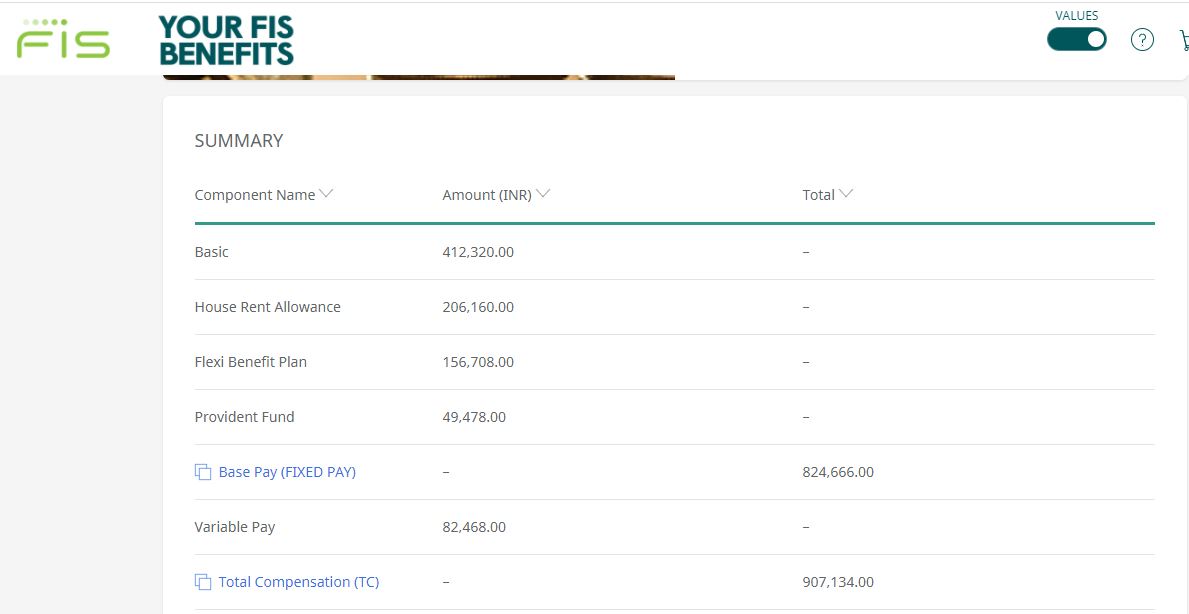 FIS
YOUR FIS
BENEFITS
VALUES
?
SUMMARY
Component Name Amount (INR) Total
Basic 412,320.00 –
House Rent Allowance 206,160.00 –
Flexi Benefit Plan 156,708.00 –
Provident Fund 49,478.00 –
Base Pay (FIXED PAY) – 824,666.00
Variable Pay 82,468.00 –
Total Compensation (TC) – 907,134.00